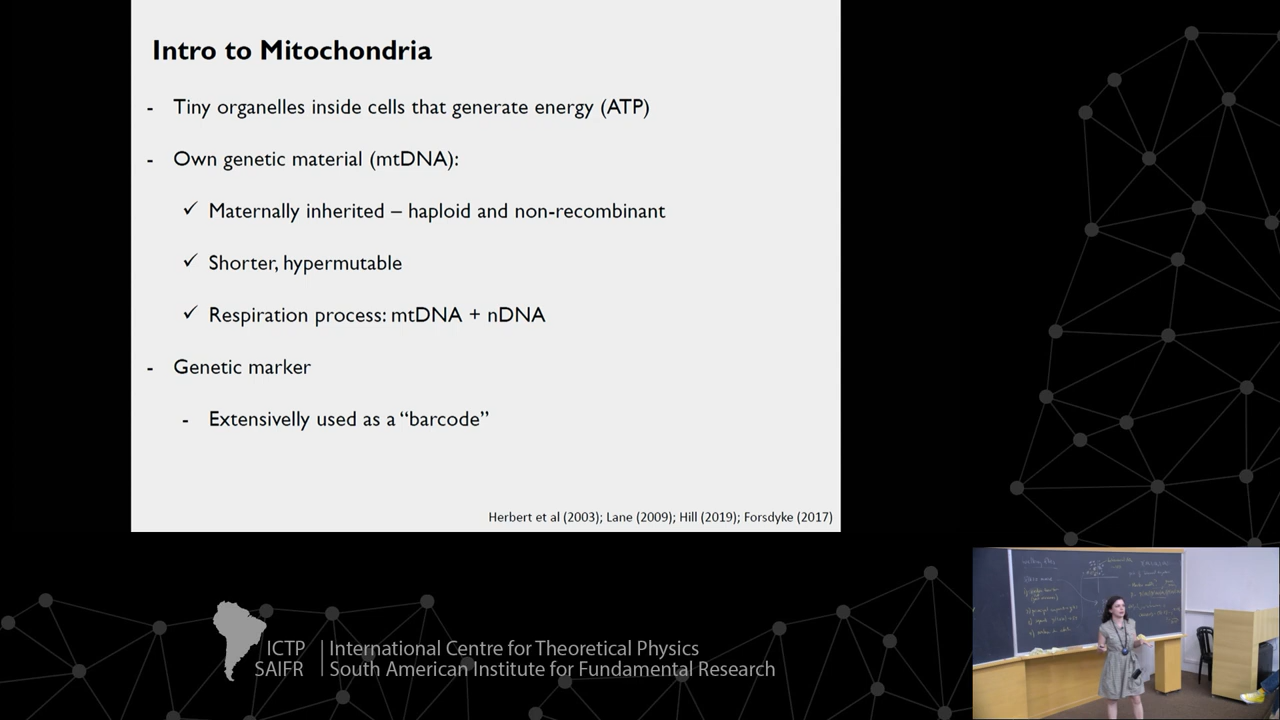 Intro to Mitochondria
- Tiny organelles inside cells that generate energy (ATP)
- Own genetic material (mtDNA):
✓ Maternally inherited – haploid and non-recombinant
✓ Shorter, hypermutable
✓ Respiration process: mtDNA + nDNA
- Genetic marker
- Extensivelly used as a “barcode”
Herbert et al (2003); Lane (2009); Hill (2019); Forsdyke (2017)
ICTP | International Centre for Theoretical Physics
SAIFR | South American Institute for Fundamental Research